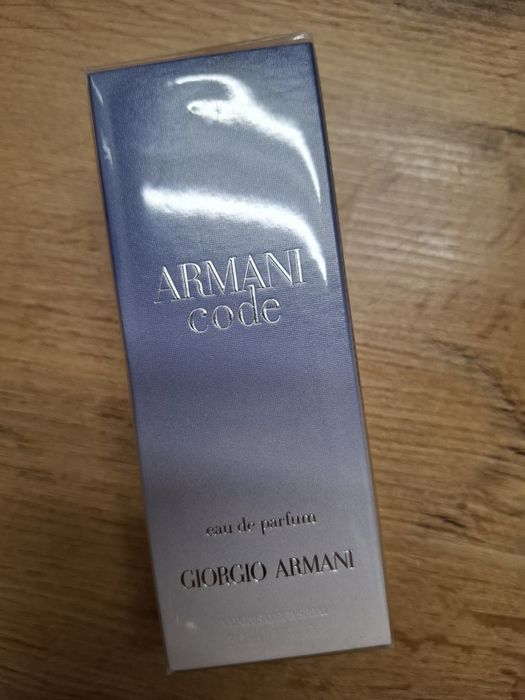 ARMANI
code
eau de parfum
GIORGIO ARMANI